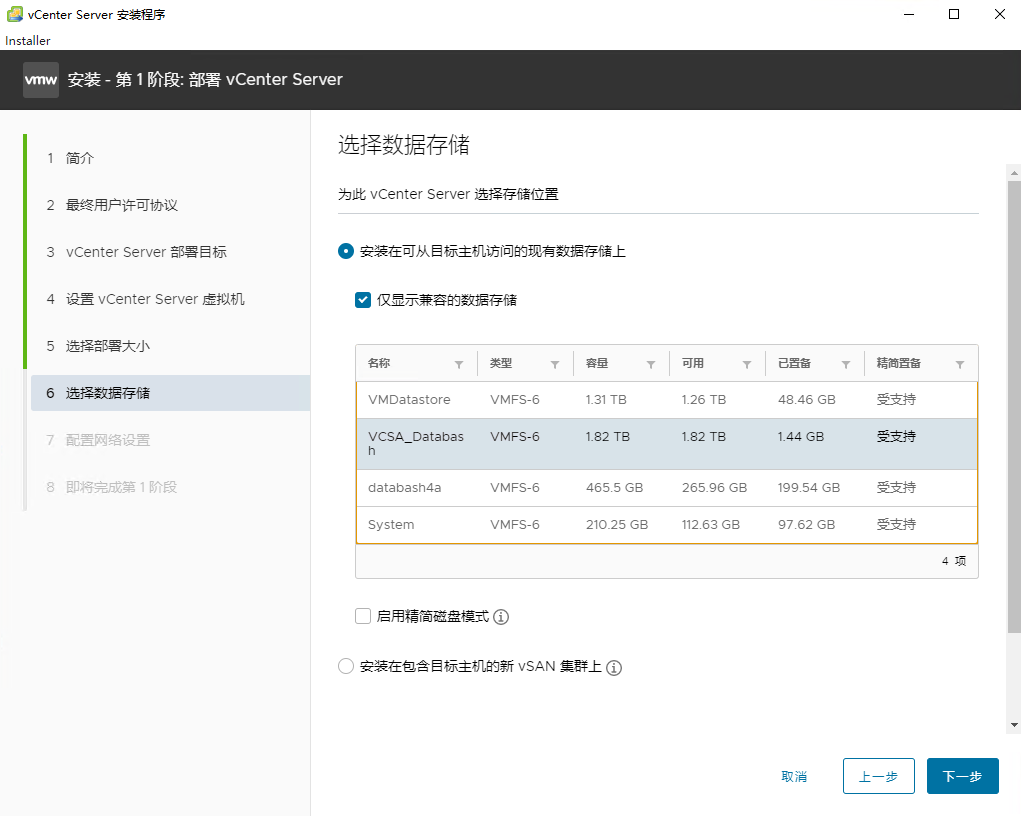 vCenter Server 安装程序
Installer
vmw 安装 - 第 1 阶段: 部署 vCenter Server
1 简介
2 最终用户许可协议
3 vCenter Server 部署目标
4 设置 vCenter Server 虚拟机
5 选择部署大小
6 选择数据存储
7 配置网络设置
8 即将完成第 1 阶段
选择数据存储
为此 vCenter Server 选择存储位置
安装在可从目标主机访问的现有数据存储上
仅显示兼容的数据存储
名称 类型 容量 可用 已置备 精简置备
VMDatastore VMFS-6 1.31 TB 1.26 TB 48.46 GB 受支持
VCSA_Databas VMFS-6 1.82 TB 1.82 TB 1.44 GB 受支持
h
databash4a VMFS-6 465.5 GB 265.96 GB 199.54 GB 受支持
System VMFS-6 210.25 GB 112.63 GB 97.62 GB 受支持
4 项
启用精简磁盘模式
安装在包含目标主机的新 vSAN 集群上
取消 上一步 下一步